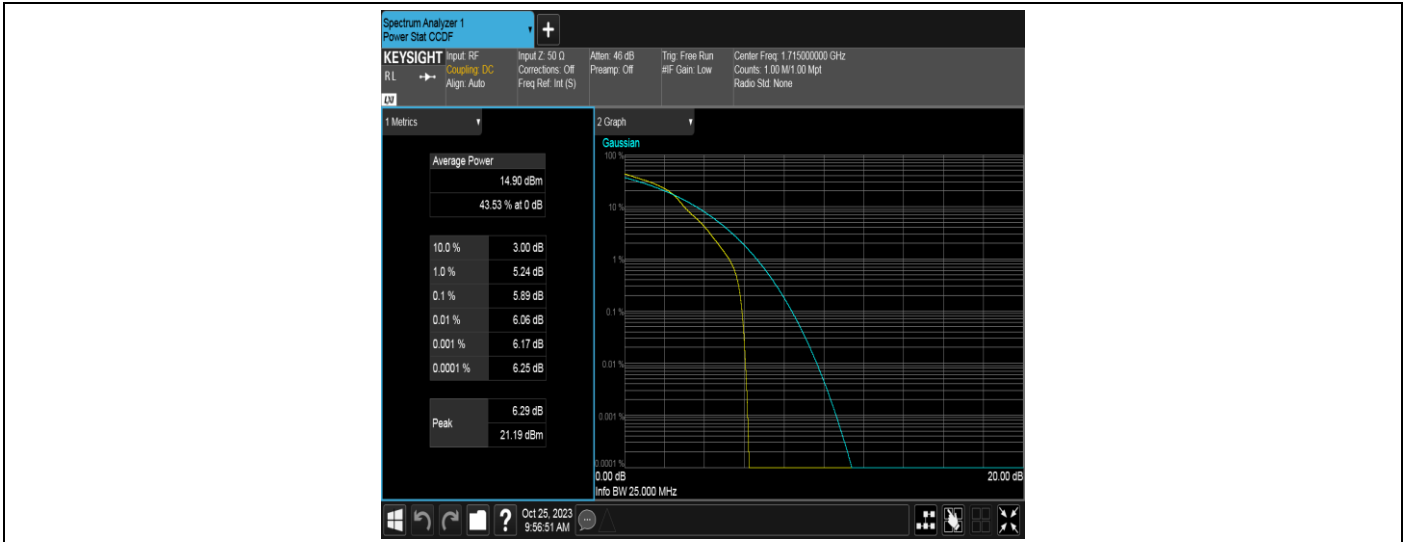 Spectrum Analyzer 1
Power Stat CCDF
+
KEYSIGHT
RL
LXI
Input: RF
Coupling: DC
Align: Auto
Input Z: 50 Ω
Corrections: Off
Freq Ref: Int (S)
Atten: 46 dB
Preamp: Off
Trig: Free Run
#IF Gain: Low
Center Freq: 1.715000000 GHz
Counts: 1.00 M/1.00 Mpt
Radio Std: None
1 Metrics
Average Power
14.90 dBm
43.53 % at 0 dB
10.0 % 3.00 dB
1.0 % 5.24 dB
0.1 % 5.89 dB
0.01 % 6.06 dB
0.001 % 6.17 dB
0.0001 % 6.25 dB
Peak
6.29 dB
21.19 dBm
2 Graph
Gaussian
100 %
10 %
1 %
0.1 %
0.01 %
0.001 %
0.0001 %
0.00 dB 20.00 dB
Info BW 25.000 MHz
?
Oct 25, 2023
9:56:51 AM